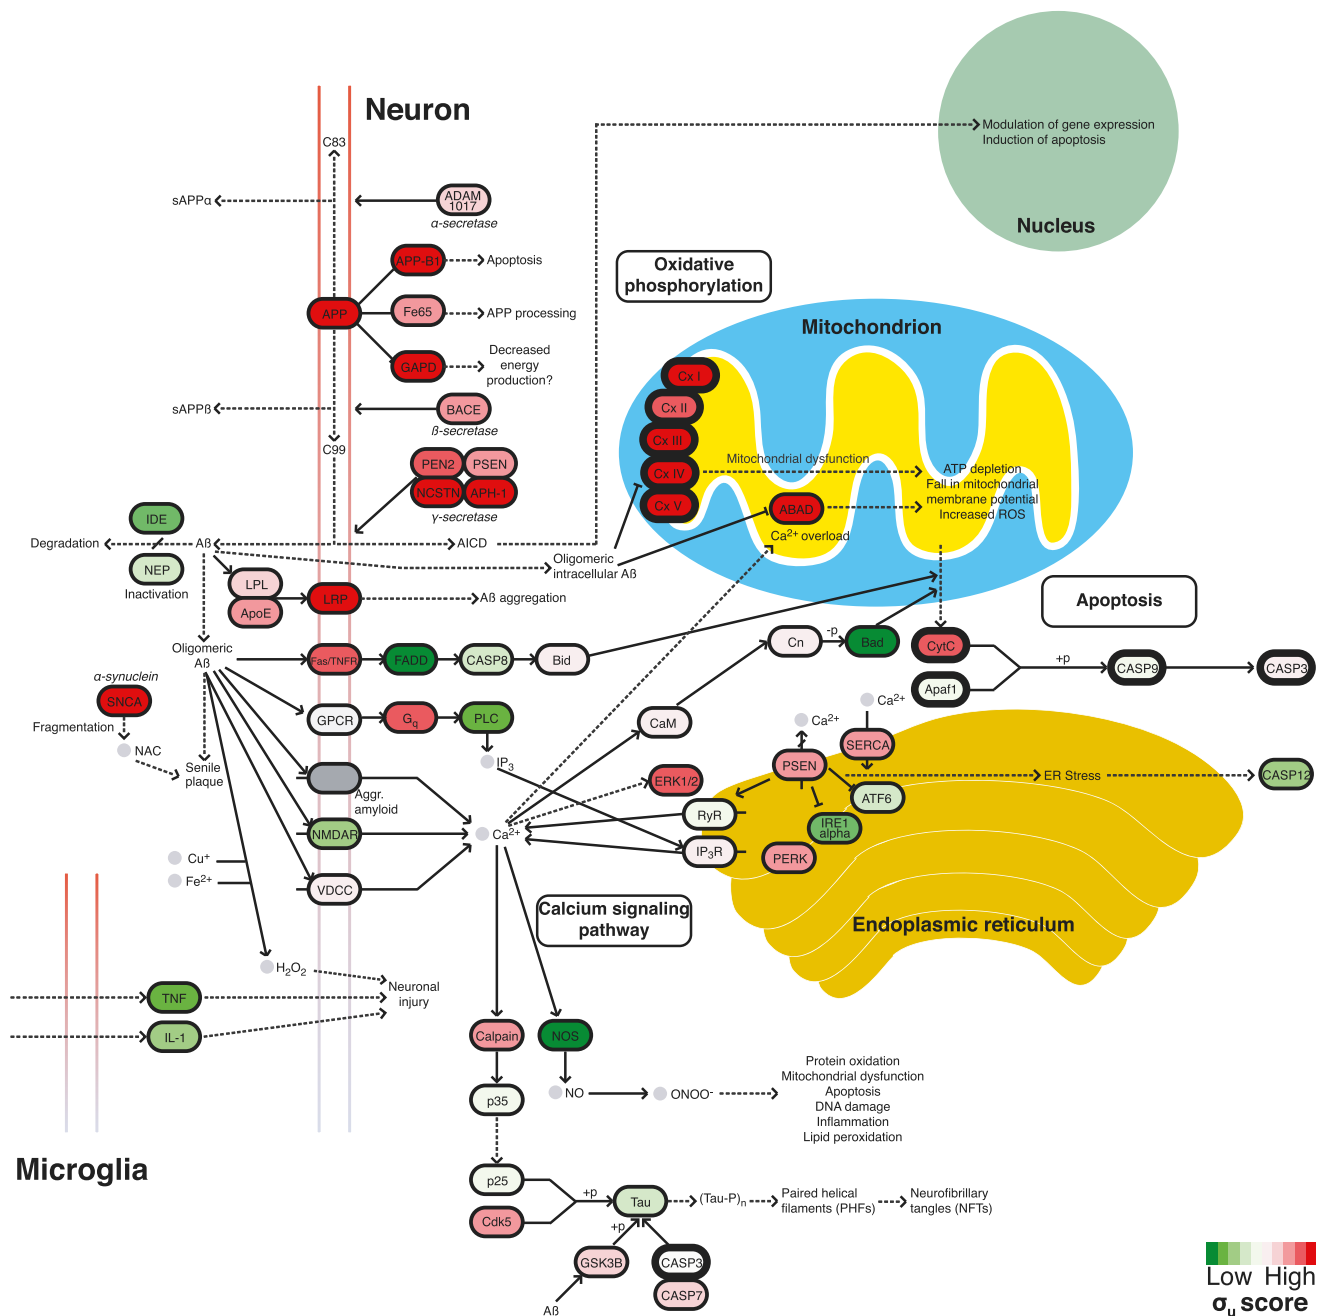 Neuron
C83
Modulation of gene expression
Induction of apoptosis
Nucleus
ADAM
1017
sAPPα
α-secretase
APP-B1
Apoptosis
Oxidative
phosphorylation
APP
Fe65
APP processing
Mitochondrion
GAPD
Decreased
energy
production?
Cx I
sAPPß
BACE
ß-secretase
Cx II
C99
Cx III
PEN2
PSEN
Mitochondrial dysfunction
Cx IV
ATP depletion
Fall in mitochondrial
membrane potential
Increased ROS
NCSTN
APH-1
γ-secretase
Cx V
ABAD
Ca2+ overload
IDE
Degradation
Aß
AICD
NEP
Inactivation
Oligomeric
intracellular Aß
LPL
ApoE
LRP
Aß aggregation
Apoptosis
Oligomeric
Aß
Fas/TNFR
FADD
CASP8
Bid
Cn
-p
Bad
CytC
+p
CASP9
CASP3
Apaf1
α-synuclein
SNCA
Fragmentation
NAC
Senile
plaque
GPCR
Gq
PLC
CaM
Ca2+
Ca2+
SERCA
IP3
PSEN
ERK1/2
ER Stress
CASP12
Aggr.
amyloid
ATF6
RyR
IRE1
alpha
NMDAR
Ca2+
IP3R
PERK
Cu+
Fe2+
VDCC
Calcium signaling
pathway
Endoplasmic reticulum
H2O2
Neuronal
injury
TNF
IL-1
Calpain
NOS
p35
NO
ONOO-
Protein oxidation
Mitochondrial dysfunction
Apoptosis
DNA damage
Inflammation
Lipid peroxidation
Microglia
p25
+p
Tau
(Tau-P)n
Paired helical
filaments (PHFs)
Neurofibrillary
tangles (NFTs)
Cdk5
+p
GSK3B
CASP3
CASP7
Aß
Low High
σμ score